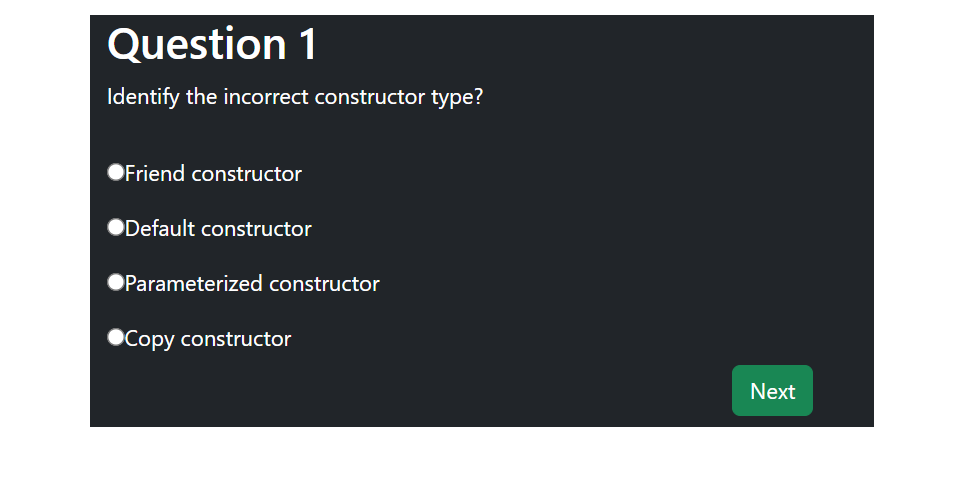 Question 1
Identify the incorrect constructor type?
Friend constructor
Default constructor
Parameterized constructor
Copy constructor
Next